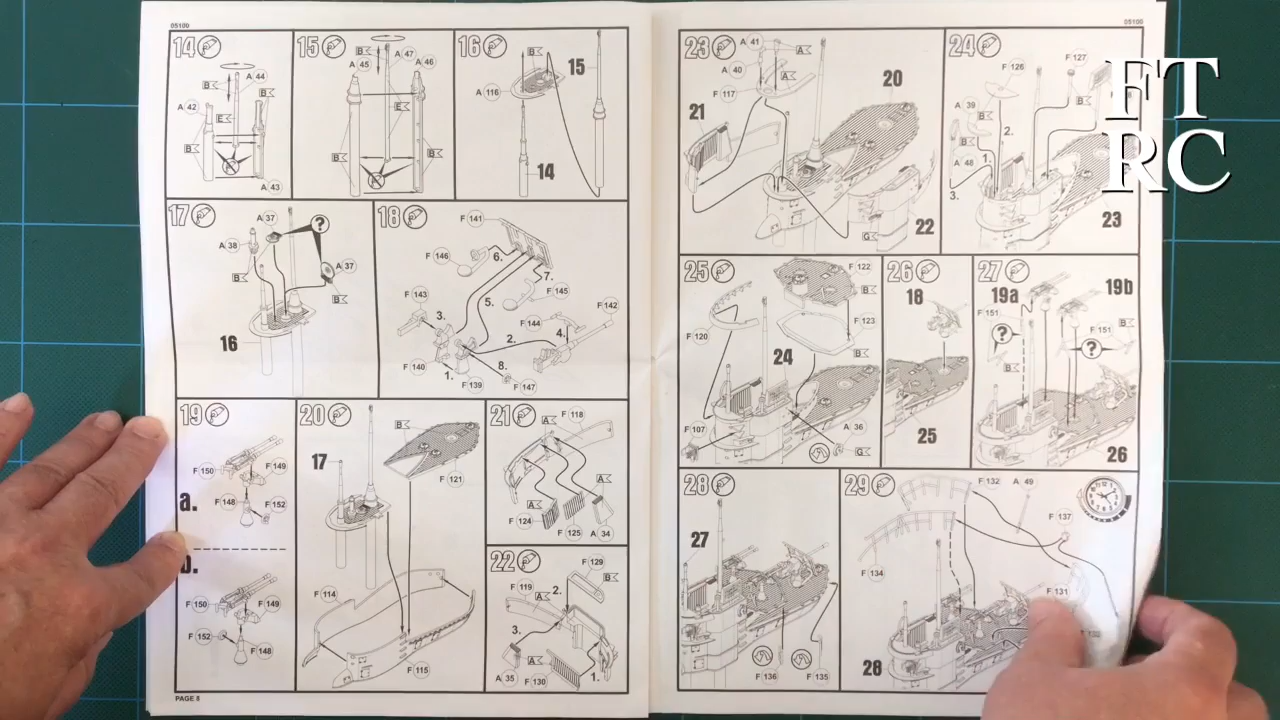 05100
14
B
A 44
A 42
B
B
E
A 43
15
B
A 47
A 45
A 46
E
B
B
16
B
A 116
15
14
17
A 37
?
A 38
A 37
B
B
16
18
F 141
F 146
6.
7.
F 145
5.
F 143
3.
F 144
F 142
4.
2.
F 140
1.
F 139
8.
F 147
19
F 150
F 149
F 148
F 152
a.
b.
F 150
F 149
F 152
F 148
20
17
B
F 121
F 114
F 115
21
F 118
A
A
F 124
F 125
A 34
22
F 129
B
F 119
A
2.
3.
A
A 35
F 130
1.
PAGE 8
05100
23
A 41
A
A 40
A
F 117
20
21
22
G
24
F 126
F 127
A 39
B
B
2.
A 48
1.
3.
23
FT
RC
25
F 122
B
F 120
F 123
24
B
F 107
A 36
G
26
18
25
27
19a
19b
F 151
?
F 151
B
?
B
26
28
27
F 136
F 135
29
F 132
A 49
F 137
F 134
F 131
28